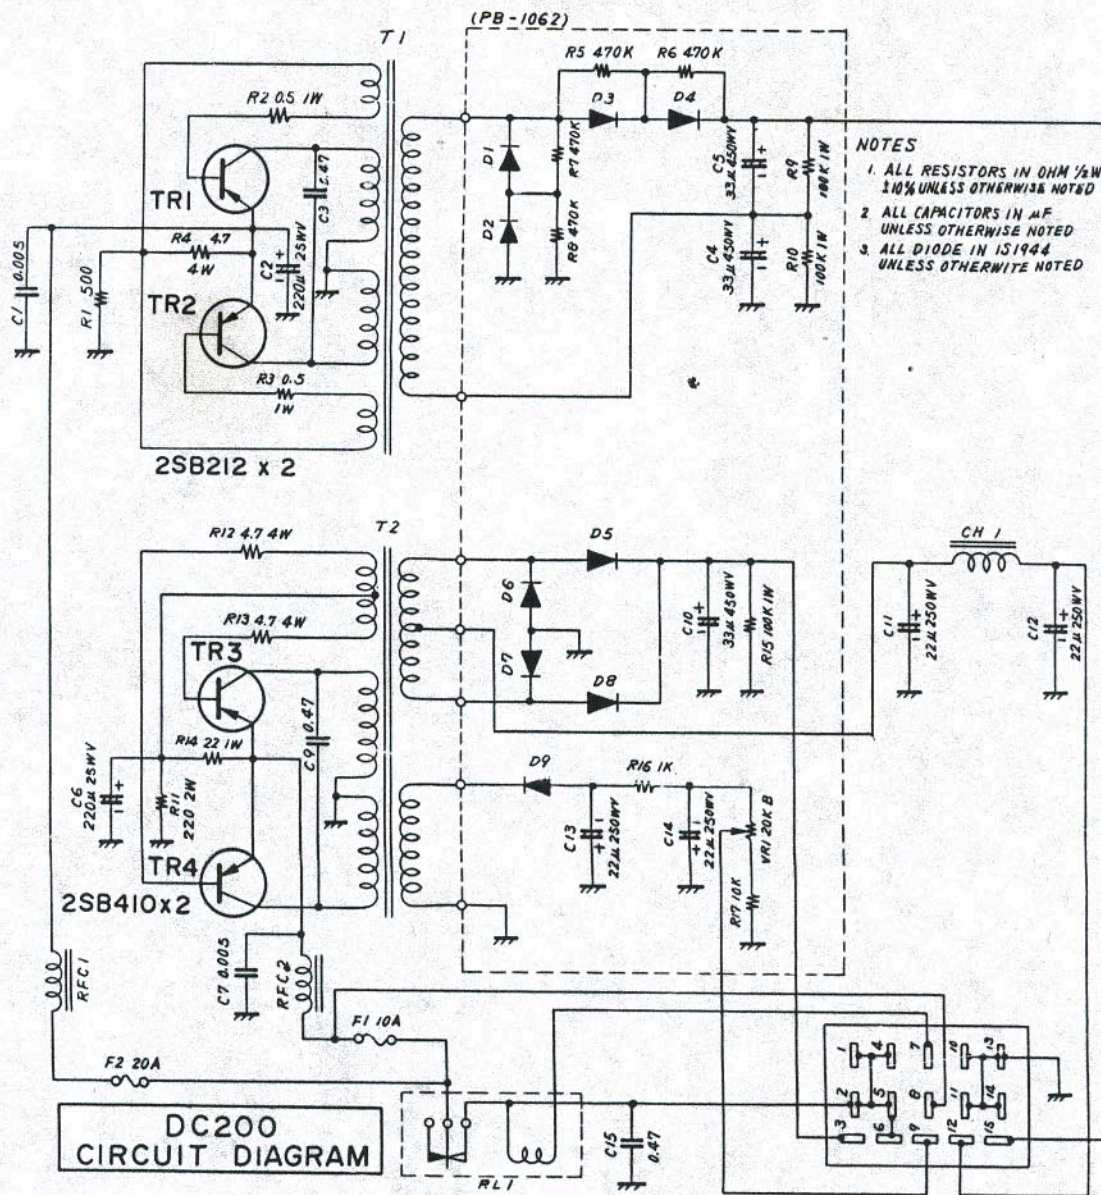 (PB-1062)
T1
R5 470K
R6 470K
R2 0.5 1W
D3
D4
D1
R7 470K
C5
33µ 450WV
R9
100K 1W
NOTES
1. ALL RESISTORS IN OHM ½W
±10% UNLESS OTHERWISE NOTED
2 ALL CAPACITORS IN µF
UNLESS OTHERWISE NOTED
3. ALL DIODE IN 1S1944
UNLESS OTHERWITE NOTED
TR1
C3 0.47
R4 4.7
4W
C2
220µ 25WV
D2
R8 470K
C4
33µ 450WV
R10
100K 1W
C1 0.005
R1 500
TR2
R3 0.5
1W
2SB212 x 2
R12 4.7 4W
T2
D5
CH 1
D6
R13 4.7 4W
TR3
C10
33µ 450WV
R15 100K 1W
C11
22µ 250WV
C12
22µ 250WV
D7
D8
R14 22 1W
C9 0.47
C6
220µ 25WV
R11
220 2W
D9
R16 1K
C13
22µ 250WV
C14
22µ 250WV
VR1 20K B
TR4
2SB410x2
R17 10K
RFC1
C7 0.005
RFC2
F1 10A
F2 20A
1
4
7
10
13
2
5
8
11
14
3
6
9
12
15
DC200
CIRCUIT DIAGRAM
C15
0.47
RL1